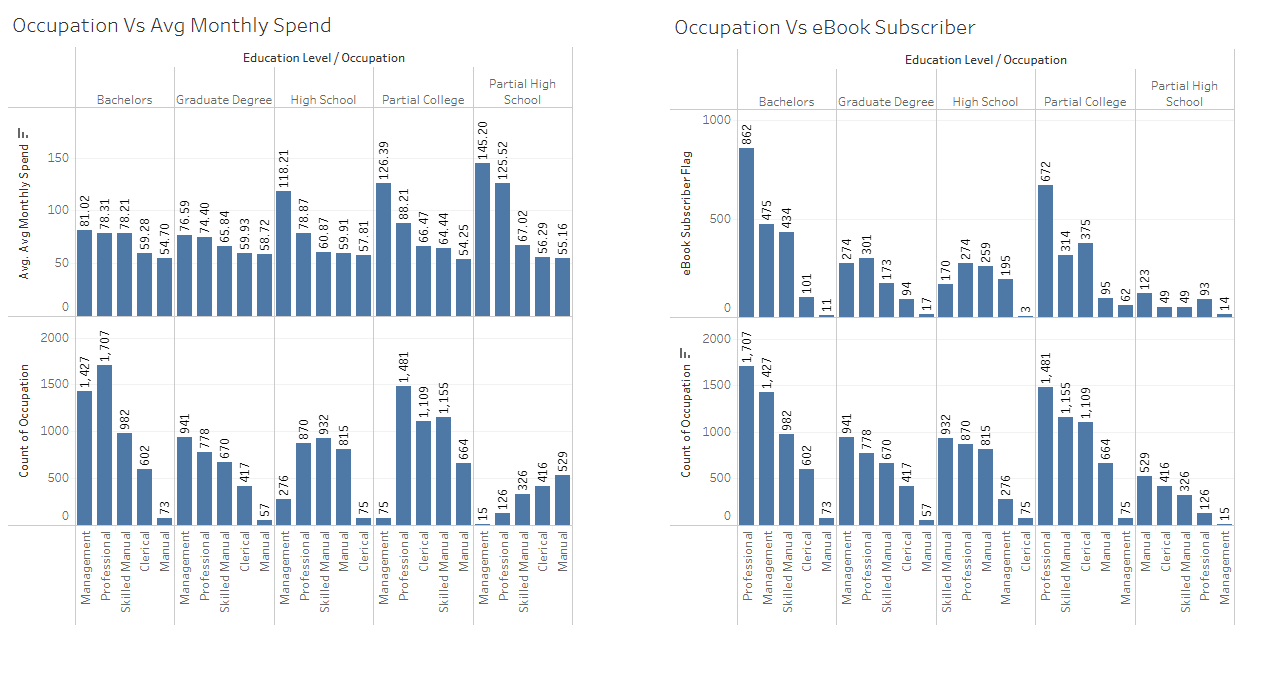 Occupation Vs Avg Monthly Spend
Education Level / Occupation
Bachelors
Graduate Degree
High School
Partial College
Partial High
School
Avg. Avg Monthly Spend
150
100
50
0
81.02
78.31
78.21
59.28
54.70
76.59
74.40
65.84
59.93
58.72
118.21
78.87
60.87
59.91
57.81
126.39
88.21
66.47
64.44
54.25
145.20
125.52
67.02
56.29
55.16
Count of Occupation
2000
1500
1000
500
0
1,427
1,707
982
602
73
941
778
670
417
57
276
870
932
815
75
75
1,481
1,109
1,155
664
15
126
326
416
529
Management
Professional
Skilled Manual
Clerical
Manual
Management
Professional
Skilled Manual
Clerical
Manual
Management
Professional
Skilled Manual
Manual
Clerical
Management
Professional
Clerical
Skilled Manual
Manual
Management
Professional
Skilled Manual
Clerical
Manual
Occupation Vs eBook Subscriber
Education Level / Occupation
Bachelors
Graduate Degree
High School
Partial College
Partial High
School
eBook Subscriber Flag
1000
500
0
862
475
434
101
11
274
301
173
94
17
170
274
259
195
3
672
314
375
95
62
123
49
49
93
14
Count of Occupation
2000
1500
1000
500
0
1,707
1,427
982
602
73
941
778
670
417
57
932
870
815
276
75
1,481
1,155
1,109
664
75
529
416
326
126
15
Professional
Management
Skilled Manual
Clerical
Manual
Management
Professional
Skilled Manual
Clerical
Manual
Skilled Manual
Professional
Manual
Management
Clerical
Professional
Skilled Manual
Clerical
Manual
Management
Manual
Clerical
Skilled Manual
Professional
Management